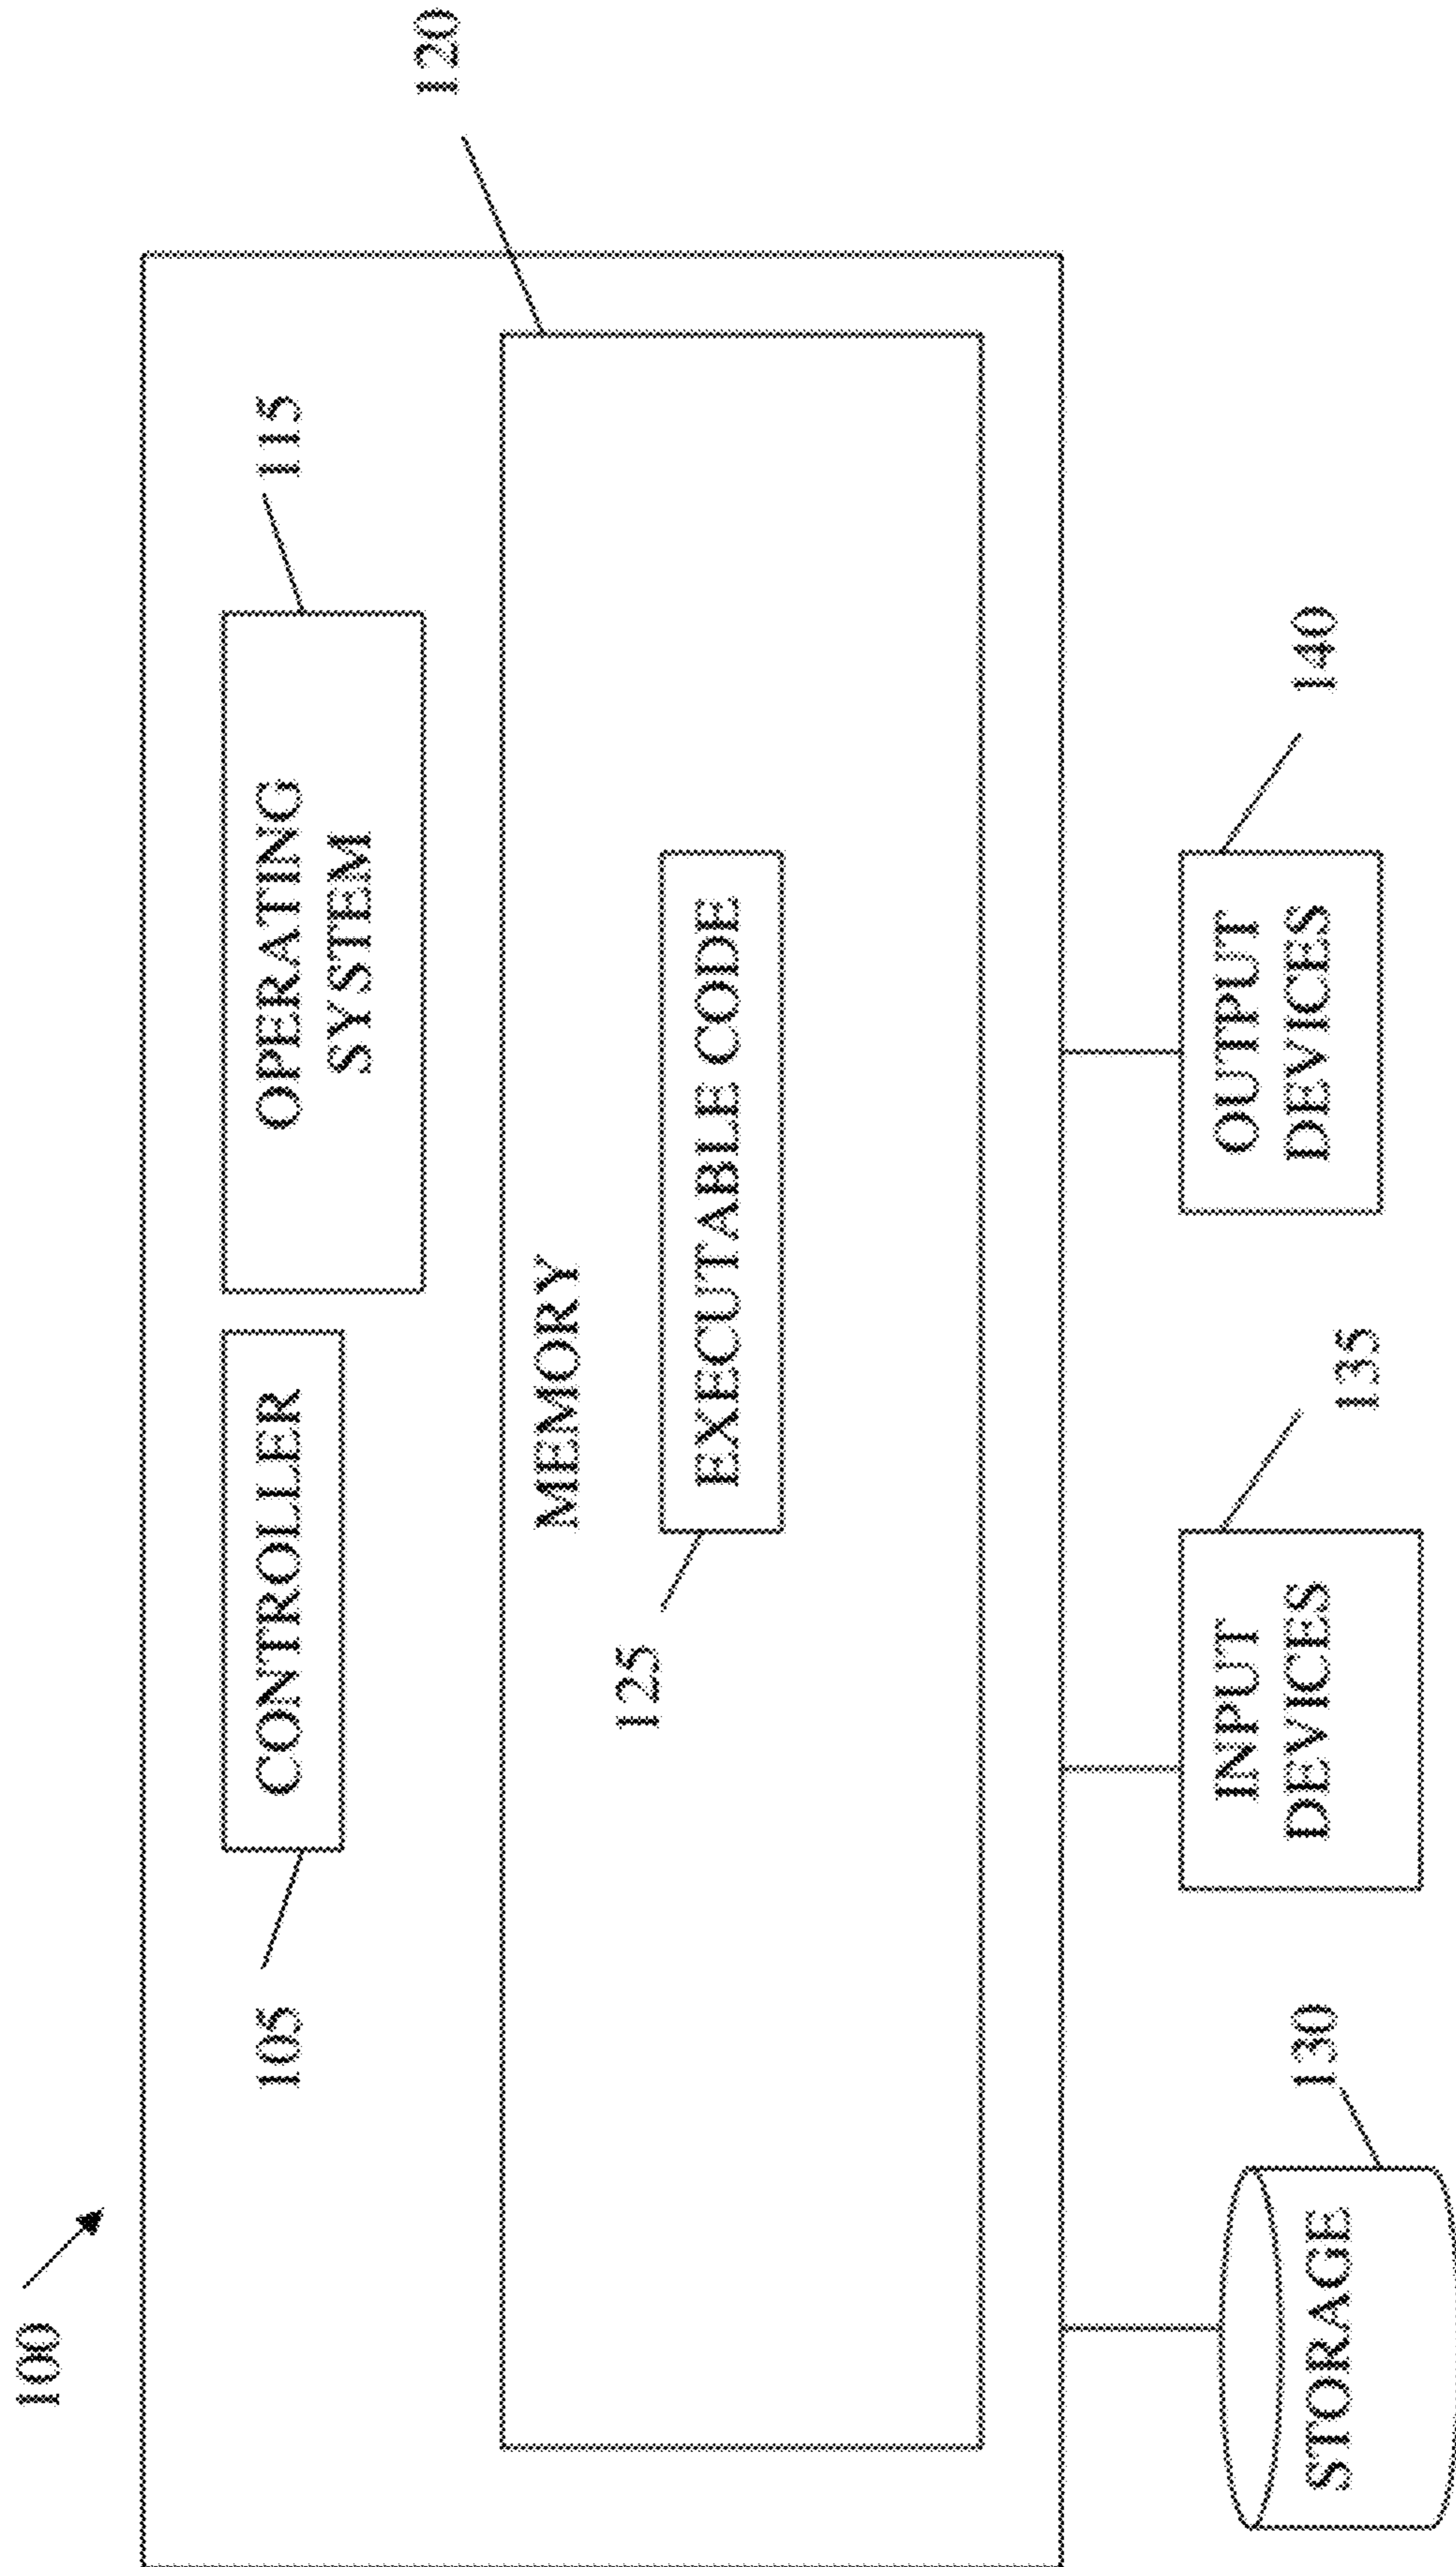 100
105
CONTROLLER
OPERATING
SYSTEM
115
120
MEMORY
125
EXECUTABLE CODE
STORAGE
130
INPUT
DEVICES
135
OUTPUT
DEVICES
140